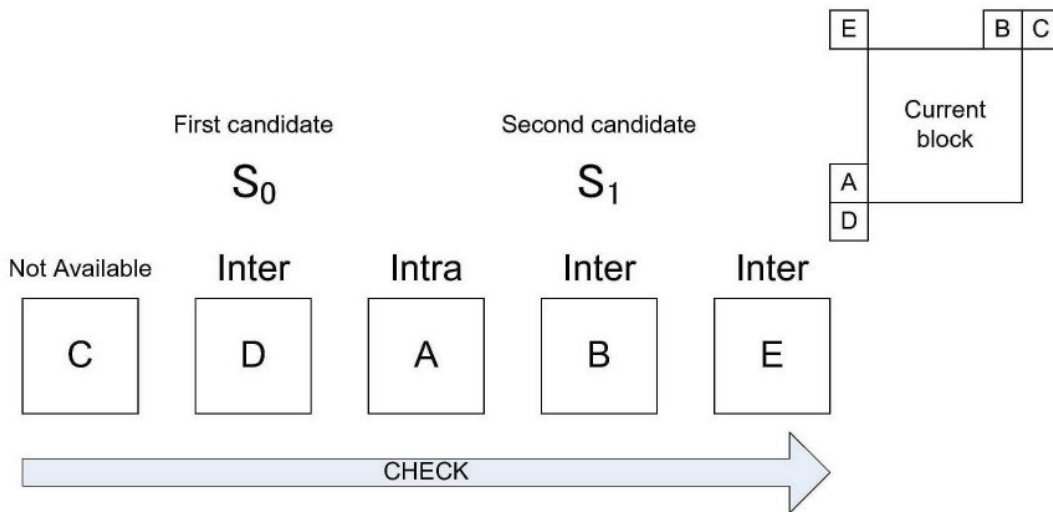 E B C
Current
block
A
D
First candidate Second candidate
S₀ S₁
Not Available Inter Intra Inter Inter
C D A B E
CHECK